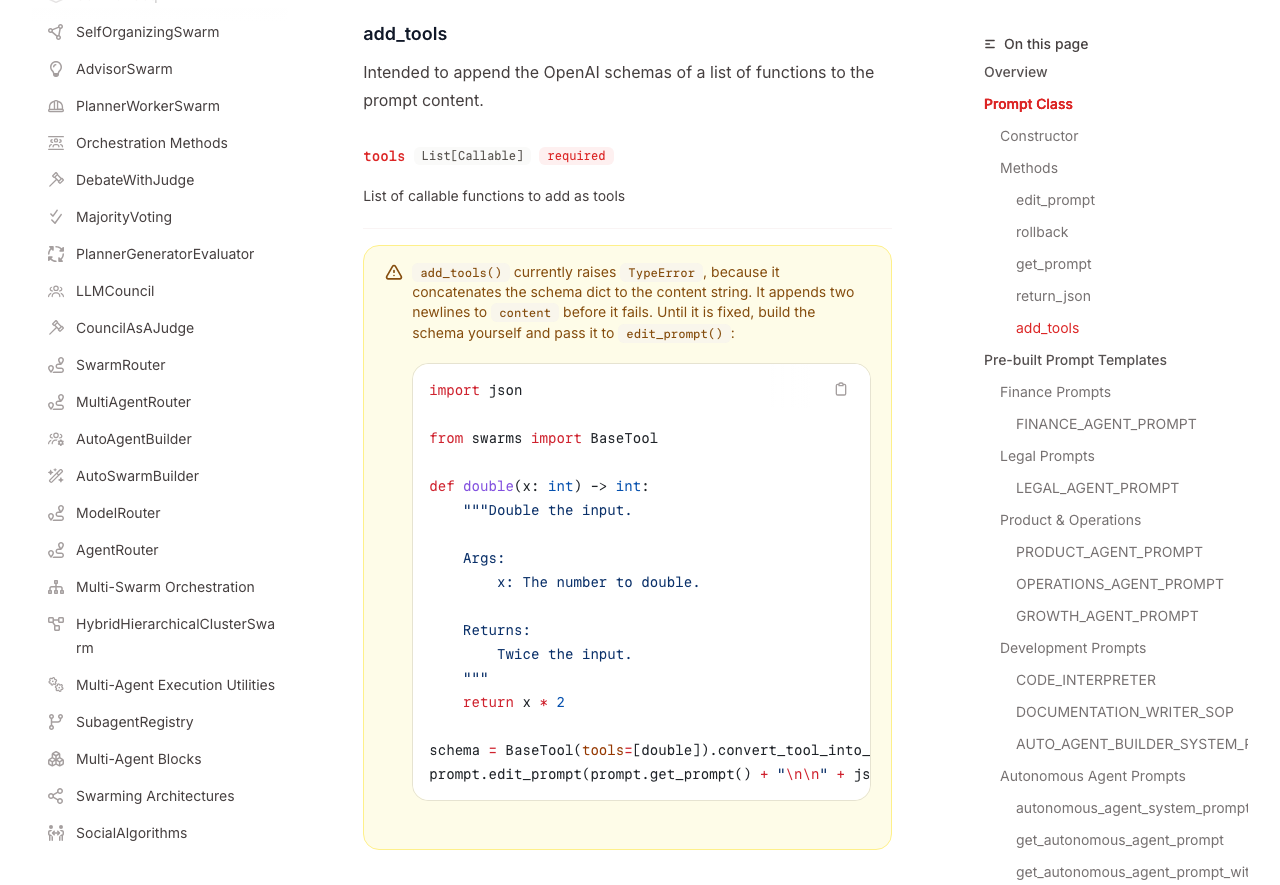 SelfOrganizingSwarm
AdvisorSwarm
PlannerWorkerSwarm
Orchestration Methods
DebateWithJudge
MajorityVoting
PlannerGeneratorEvaluator
LLMCouncil
CouncilAsAJudge
SwarmRouter
MultiAgentRouter
AutoAgentBuilder
AutoSwarmBuilder
ModelRouter
AgentRouter
Multi-Swarm Orchestration
HybridHierarchicalClusterSwa
rm
Multi-Agent Execution Utilities
SubagentRegistry
Multi-Agent Blocks
Swarming Architectures
SocialAlgorithms
add_tools
Intended to append the OpenAI schemas of a list of functions to the
prompt content.
tools List[Callable] required
List of callable functions to add as tools
add_tools() currently raises TypeError , because it
concatenates the schema dict to the content string. It appends two
newlines to content before it fails. Until it is fixed, build the
schema yourself and pass it to edit_prompt() :
import json
from swarms import BaseTool
def double(x: int) -> int:
    """Double the input.
    Args:
        x: The number to double.
    Returns:
        Twice the input.
    """
    return x * 2
schema = BaseTool(tools=[double]).convert_tool_into_
prompt.edit_prompt(prompt.get_prompt() + "\n\n" + js
On this page
Overview
Prompt Class
Constructor
Methods
edit_prompt
rollback
get_prompt
return_json
add_tools
Pre-built Prompt Templates
Finance Prompts
FINANCE_AGENT_PROMPT
Legal Prompts
LEGAL_AGENT_PROMPT
Product & Operations
PRODUCT_AGENT_PROMPT
OPERATIONS_AGENT_PROMPT
GROWTH_AGENT_PROMPT
Development Prompts
CODE_INTERPRETER
DOCUMENTATION_WRITER_SOP
AUTO_AGENT_BUILDER_SYSTEM_P
Autonomous Agent Prompts
autonomous_agent_system_prompt
get_autonomous_agent_prompt
get_autonomous_agent_prompt_wit